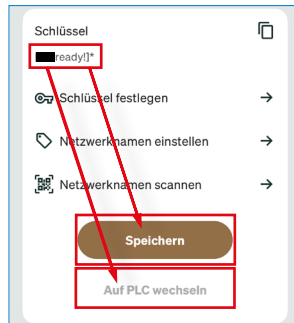 Schlüssel
ready!]*
Schlüssel festlegen
Netzwerknamen einstellen
Netzwerknamen scannen
Speichern
Auf PLC wechseln